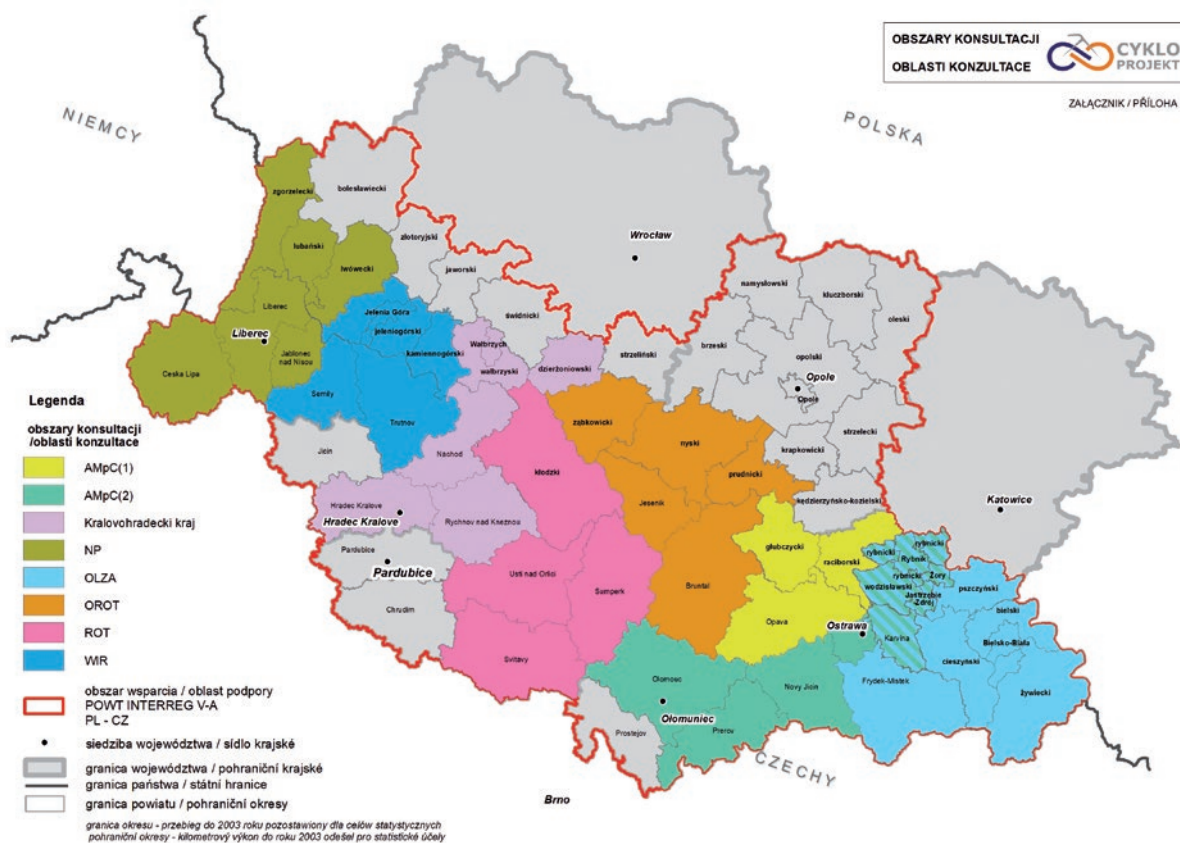 OBSZARY KONSULTACJI
OBLASTI KONZULTACE
CYKLO
PROJEKT
ZAŁĄCZNIK / PŘÍLOHA
NIEMCY
POLSKA
zgorzelecki
bolesławiecki
lubański
złotoryjski
Wrocław
lwówecki
jaworski
namysłowski
kluczborski
Liberec
Jelenia Góra
świdnicki
oleski
Liberec
jeleniogórski
Wałbrzych
brzeski
Jablonec
nad Nisou
kamiennogórski
strzeliński
opolski
Ceska Lipa
wałbrzyski
dzierżoniowski
Opole
Opole
Semily
Trutnov
ząbkowicki
strzelecki
nyski
krapkowicki
Jicin
Nachod
kłodzki
prudnicki
kędzierzyńsko-kozielski
Katowice
Hradec Kralove
Hradec Kralove
Rychnov nad Kneznou
Jesenik
głubczycki
rybnicki
rybnicki
Rybnik
Pardubice
Pardubice
raciborski
rybnicki
Żory
wodzisławski
Jastrzębie
-Zdrój
pszczyński
Usti nad Orlici
Sumperk
Bruntal
bielski
Chrudim
Opava
Ostrawa
Karvina
Bielsko-Biała
Svitavy
cieszyński
Olomouc
Novy Jicin
Frydek-Mistek
żywiecki
Ołomuniec
Prostejov
Prerov
CZECHY
Brno
Legenda
obszary konsultacji
/oblasti konzultace
AMpC(1)
AMpC(2)
Kralovohradecki kraj
NP
OLZA
OROT
ROT
WIR
obszar wsparcia / oblast podpory
POWT INTERREG V-A
PL - CZ
siedziba województwa / sídlo krajské
granica województwa / pohraniční krajské
granica państwa / státní hranice
granica powiatu / pohraniční okresy
granica okresu - przebieg do 2003 roku pozostawiony dla celów statystycznych
pohraniční okresy - kilometrový výkon do roku 2003 odešel pro statistické účely